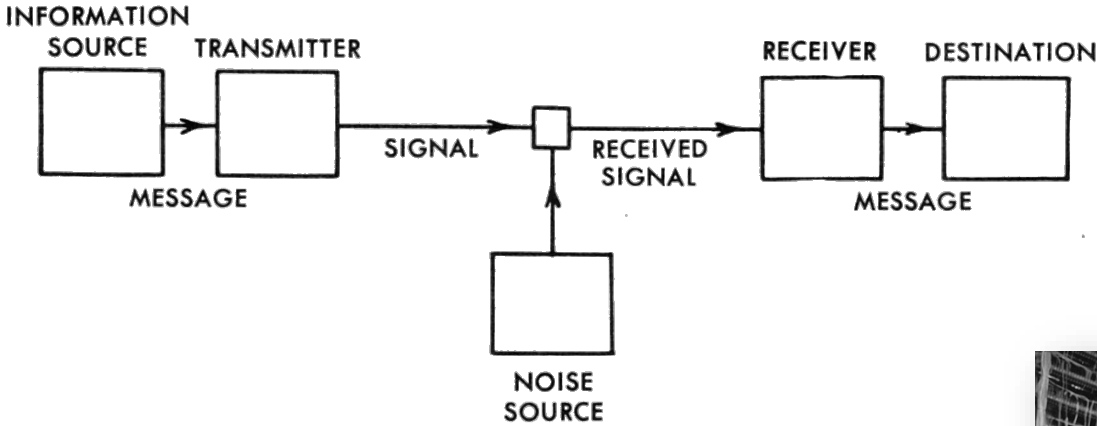 INFORMATION
SOURCE
TRANSMITTER
RECEIVER
DESTINATION
SIGNAL
RECEIVED
SIGNAL
MESSAGE
MESSAGE
NOISE
SOURCE